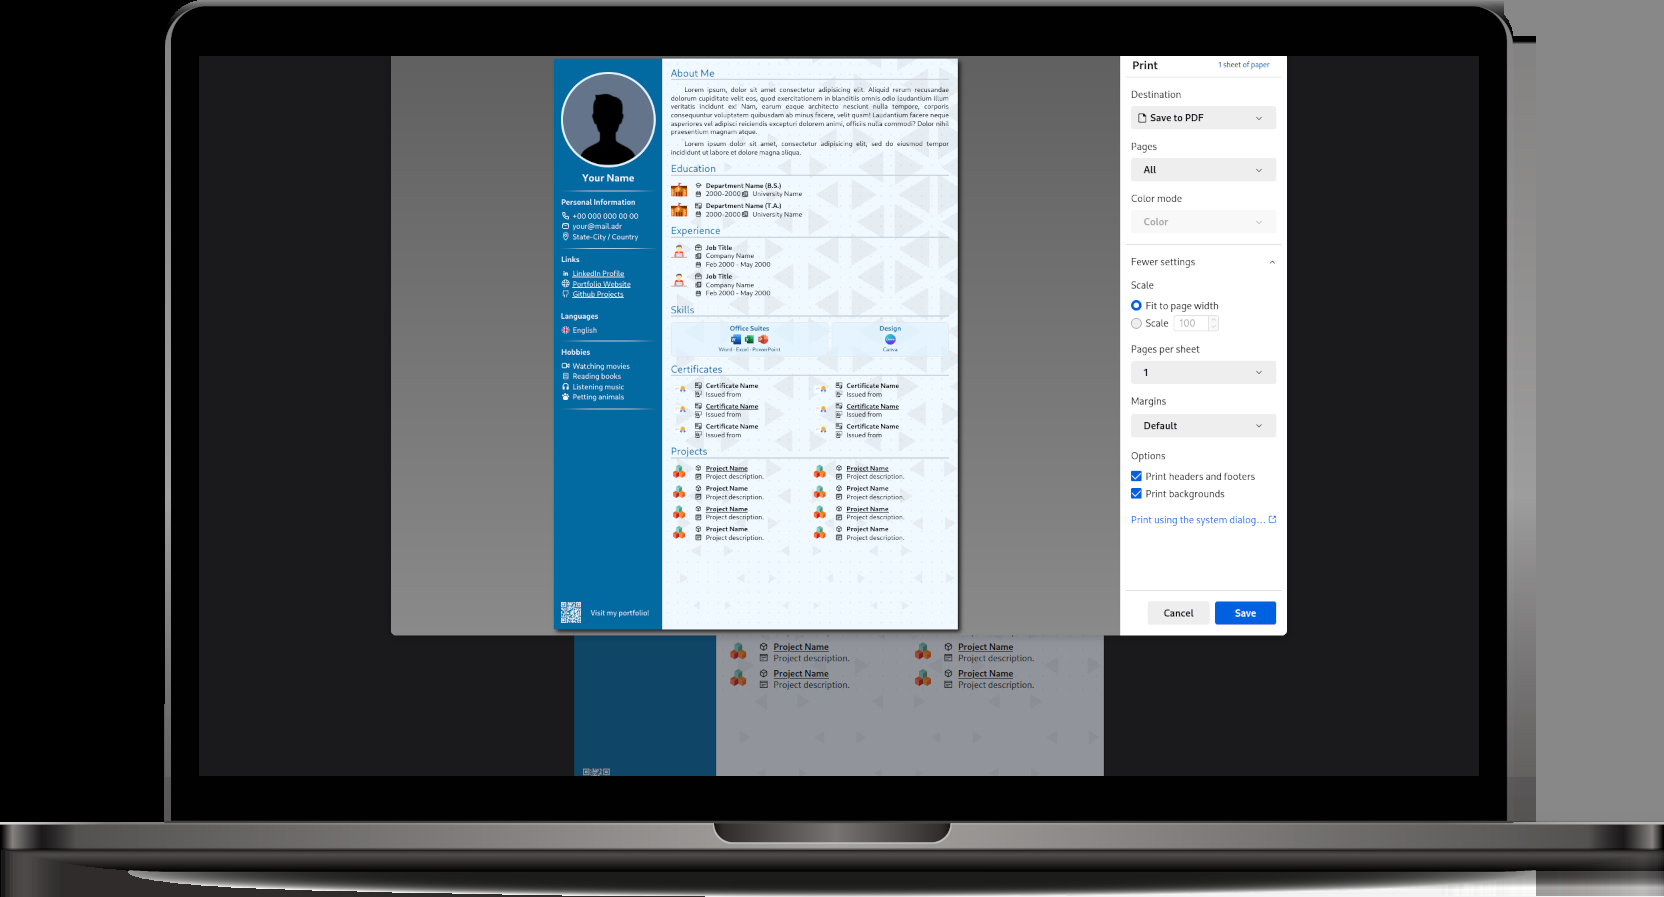 Your Name
Personal Information
+00 000 000 00 00
your@mail.adr
State-City / Country
Links
LinkedIn Profile
Portfolio Website
Github Projects
Languages
English
Hobbies
Watching movies
Reading books
Listening music
Petting animals
Visit my portfolio!
About Me
Lorem ipsum, dolor sit amet consectetur adipisicing elit. Aliquid rerum recusandae
dolorum cupiditate velit eos, quod exercitationem in blanditiis omnis odio laudantium illum
veritatis incidunt ex! Nam, earum eaque architecto nesciunt nulla tempore, corporis
consequuntur voluptatem quibusdam ab minus facere, velit quam! Laudantium facere neque
asperiores vel adipisci reiciendis excepturi dolorem animi, officiis nulla commodi? Dolor nihil
praesentium magnam atque.
Lorem ipsum dolor sit amet, consectetur adipisicing elit, sed do eiusmod tempor
incididunt ut labore et dolore magna aliqua.
Education
Department Name (B.S.)
2000-2000 University Name
Department Name (T.A.)
2000-2000 University Name
Experience
Job Title
Company Name
Feb 2000 - May 2000
Job Title
Company Name
Feb 2000 - May 2000
Skills
Office Suites
Word · Excel · PowerPoint
Design
Canva
Certificates
Certificate Name
Issued from
Certificate Name
Issued from
Certificate Name
Issued from
Certificate Name
Issued from
Certificate Name
Issued from
Certificate Name
Issued from
Projects
Project Name
Project description.
Project Name
Project description.
Project Name
Project description.
Project Name
Project description.
Project Name
Project description.
Project Name
Project description.
Project Name
Project description.
Project Name
Project description.
Print 1 sheet of paper
Destination
Save to PDF
Pages
All
Color mode
Color
Fewer settings
Scale
Fit to page width
Scale 100
Pages per sheet
1
Margins
Default
Options
Print headers and footers
Print backgrounds
Print using the system dialog...
Cancel Save
Project Name
Project description.
Project Name
Project description.
Project Name
Project description.
Project Name
Project description.